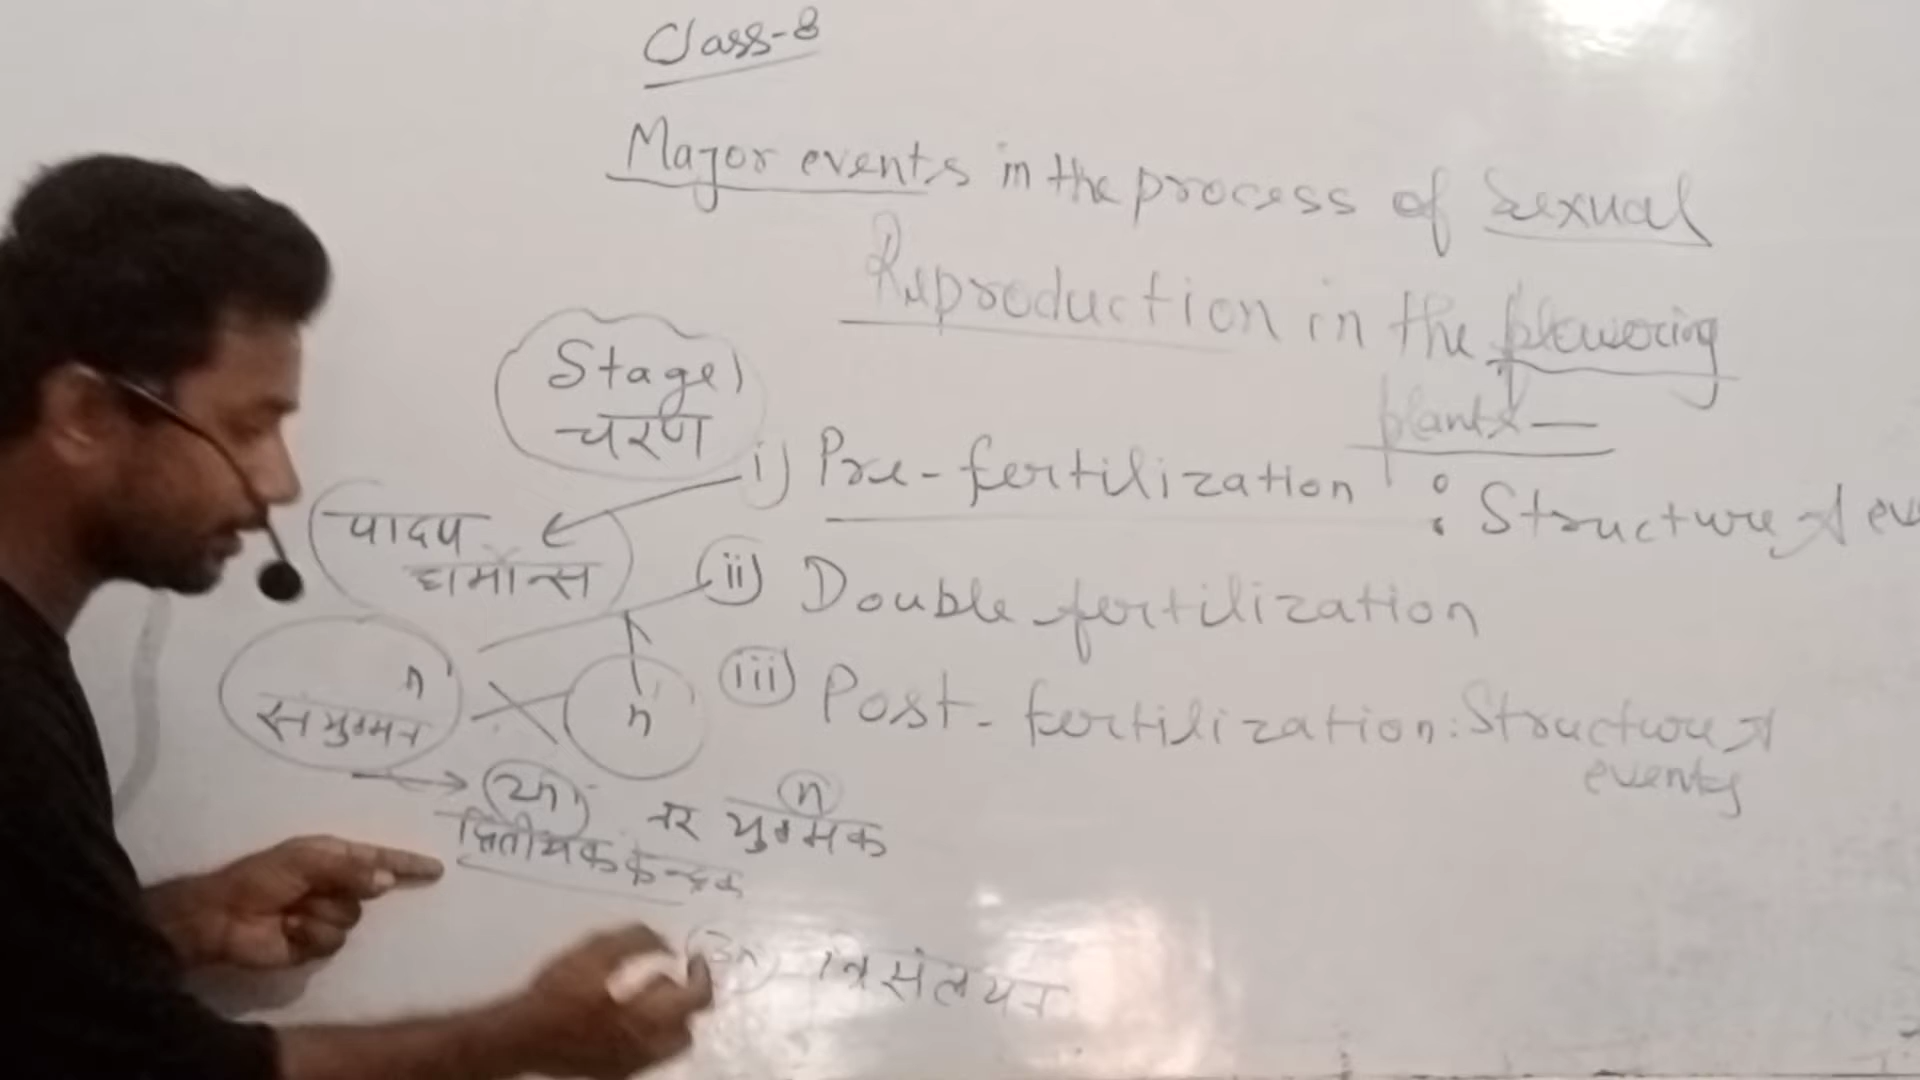 Class-8
Major events in the process of Sexual
Reproduction in the flowering
plants —
Stage)
चरण
i) Pre-fertilization : Structure & ev
पादप
हार्मोन्स
ii) Double fertilization
iii) Post-fertilization: Structure &
events
n
n
2n
नर युग्मक
n
द्वितीयक केन्द्रक
3n त्रिसंलयन